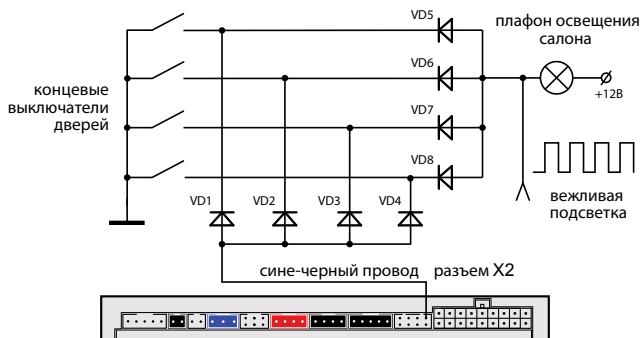 VD5
плафон освещения
салона
VD6
+12В
концевые
выключатели
дверей
VD7
VD8
VD1
VD2
VD3
VD4
вежливая
подсветка
сине-черный провод
разъем X2